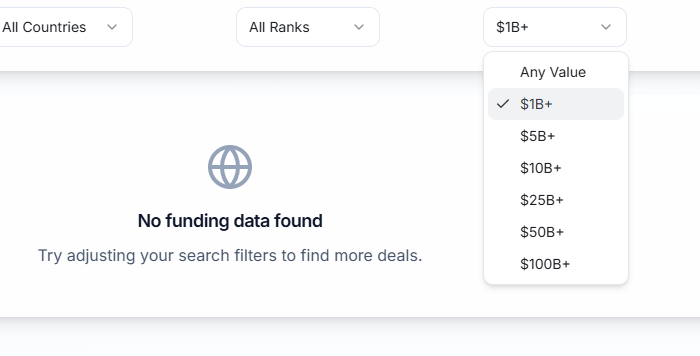 All Countries
All Ranks
$1B+
Any Value
$1B+
$5B+
$10B+
$25B+
$50B+
$100B+
No funding data found
Try adjusting your search filters to find more deals.